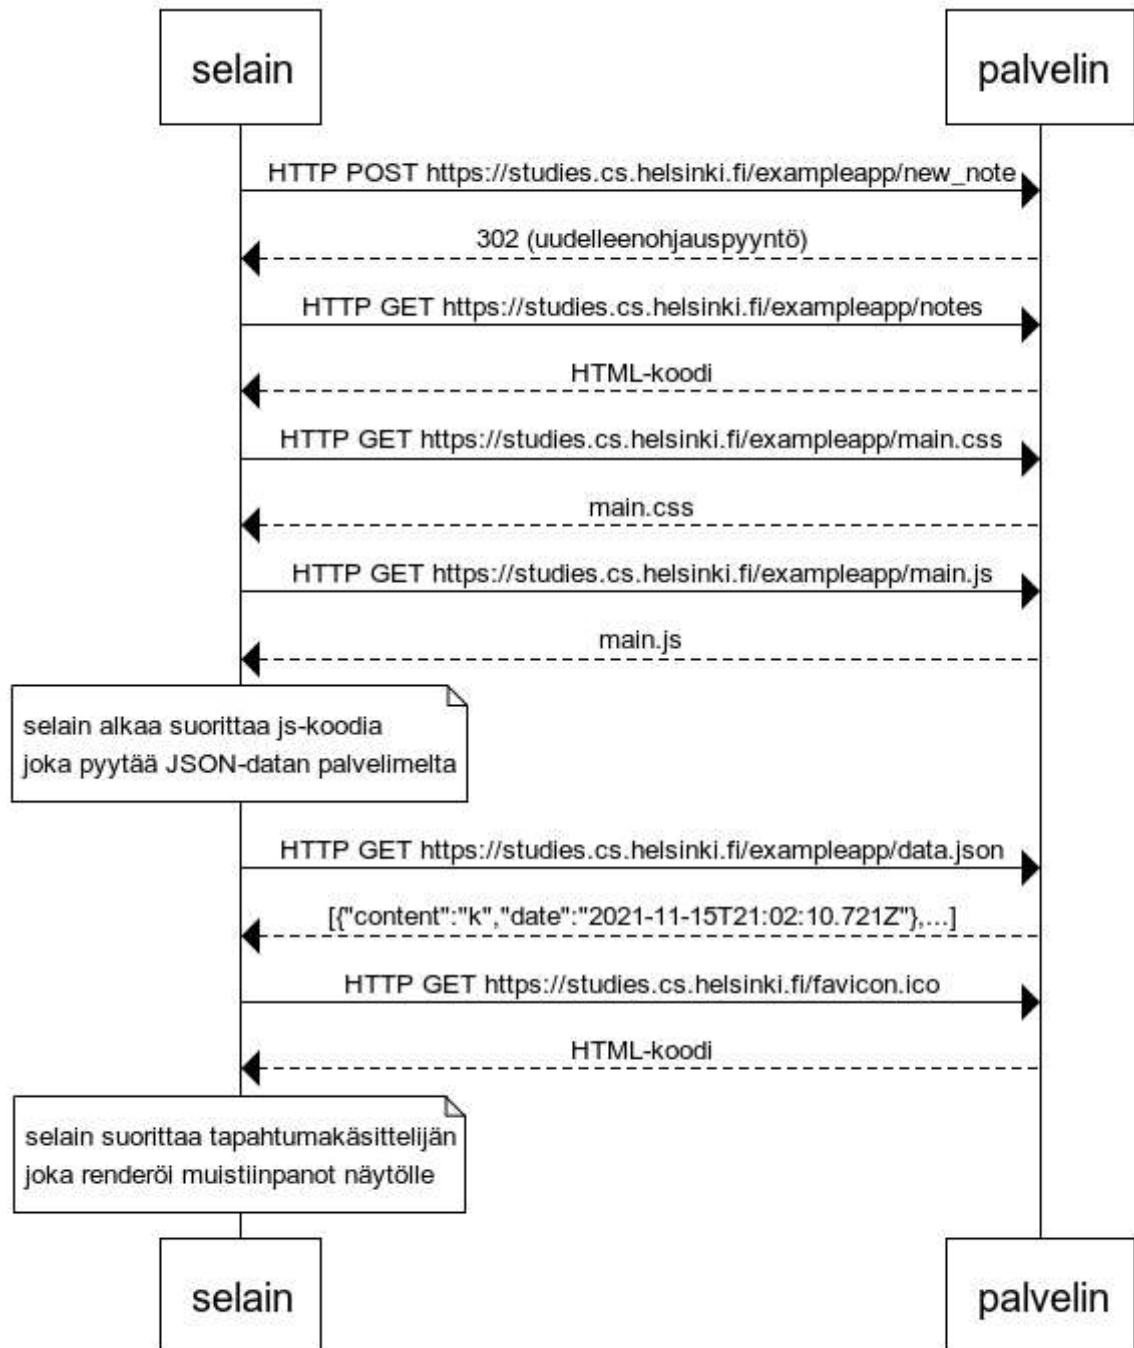 selain
palvelin
HTTP POST https://studies.cs.helsinki.fi/exampleapp/new_note
302 (uudelleenohjauspyyntö)
HTTP GET https://studies.cs.helsinki.fi/exampleapp/notes
HTML-koodi
HTTP GET https://studies.cs.helsinki.fi/exampleapp/main.css
main.css
HTTP GET https://studies.cs.helsinki.fi/exampleapp/main.js
main.js
selain alkaa suorittaa js-koodia
joka pyytää JSON-datan palvelimelta
HTTP GET https://studies.cs.helsinki.fi/exampleapp/data.json
[{"content":"k","date":"2021-11-15T21:02:10.721Z"},...]
HTTP GET https://studies.cs.helsinki.fi/favicon.ico
HTML-koodi
selain suorittaa tapahtumakäsittelijän
joka renderöi muistiinpanot näytölle
selain
palvelin